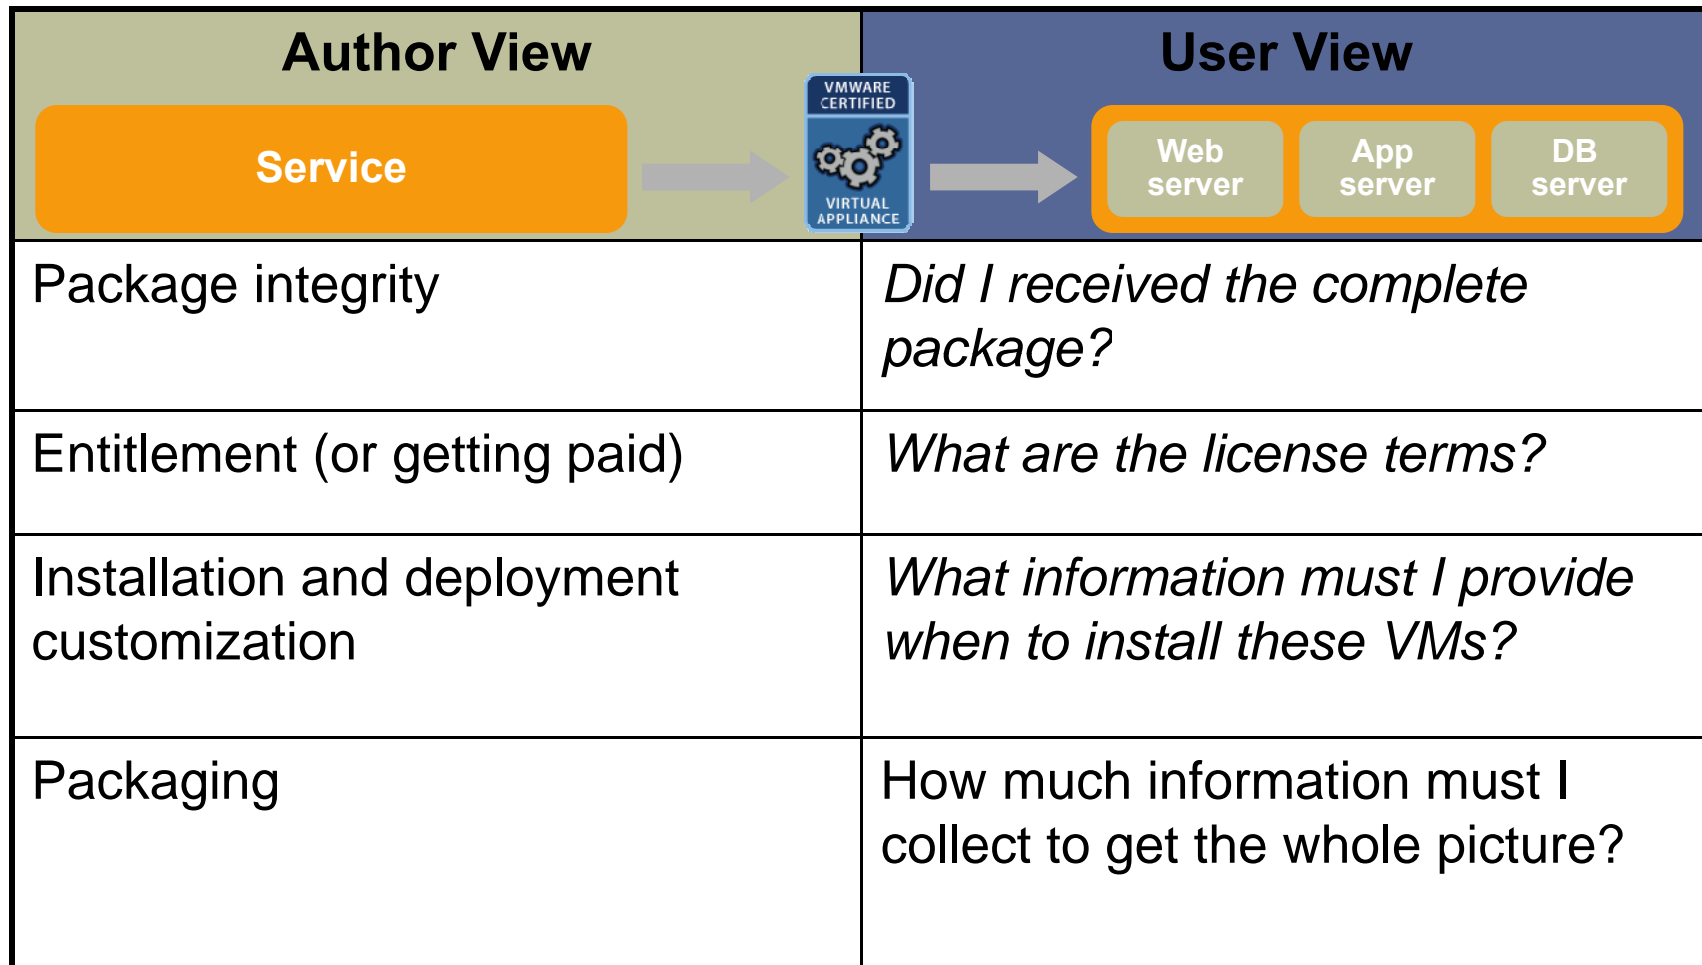 Author View
User View
VMWARE
CERTIFIED
VIRTUAL
APPLIANCE
Service
Web
server
App
server
DB
server
Package integrity
Did I received the complete
package?
Entitlement (or getting paid)
What are the license terms?
Installation and deployment
customization
What information must I provide
when to install these VMs?
Packaging
How much information must I
collect to get the whole picture?